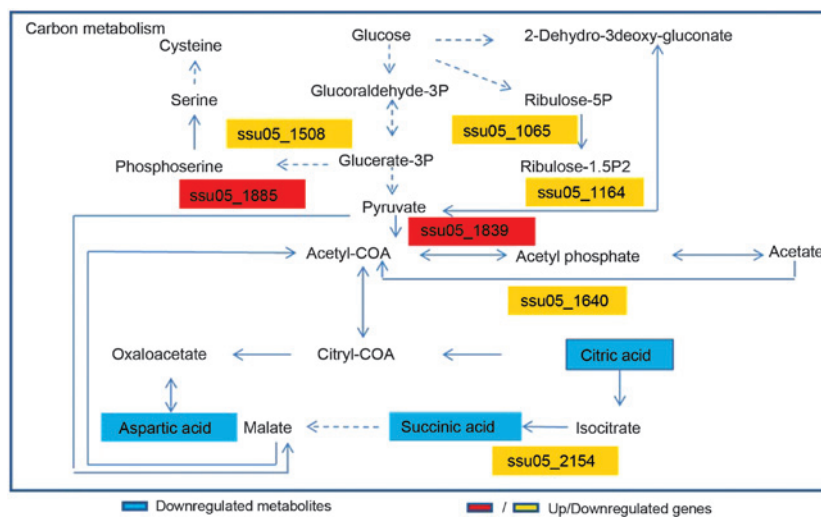 Carbon metabolism
Cysteine
Glucose
2-Dehydro-3deoxy-gluconate
Glucoraldehyde-3P
Serine
Ribulose-5P
ssu05_1508
ssu05_1065
Phosphoserine
Glucerate-3P
Ribulose-1.5P2
ssu05_1885
ssu05_1164
Pyruvate
ssu05_1839
Acetyl-COA
Acetyl phosphate
Acetate
ssu05_1640
Oxaloacetate
Citryl-COA
Citric acid
Aspartic acid
Malate
Succinic acid
Isocitrate
ssu05_2154
Downregulated metabolites
/
Up/Downregulated genes